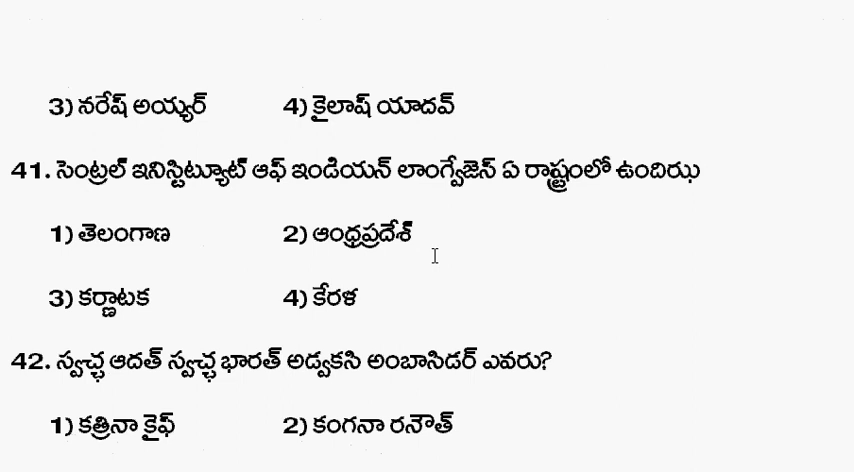 3) నరేష్ అయ్యర్ 4) కైలాష్ యాదవ్
41. సెంట్రల్ ఇనిస్టిట్యూట్ ఆఫ్ ఇండియన్ లాంగ్వేజెస్ ఏ రాష్ట్రంలో ఉందిఝ
1) తెలంగాణ 2) ఆంధ్రప్రదేశ్
3) కర్ణాటక 4) కేరళ
42. స్వచ్ఛ ఆదత్ స్వచ్ఛ భారత్ అడ్వకసి అంబాసిడర్ ఎవరు?
1) కత్రినా కైఫ్ 2) కంగనా రనౌత్